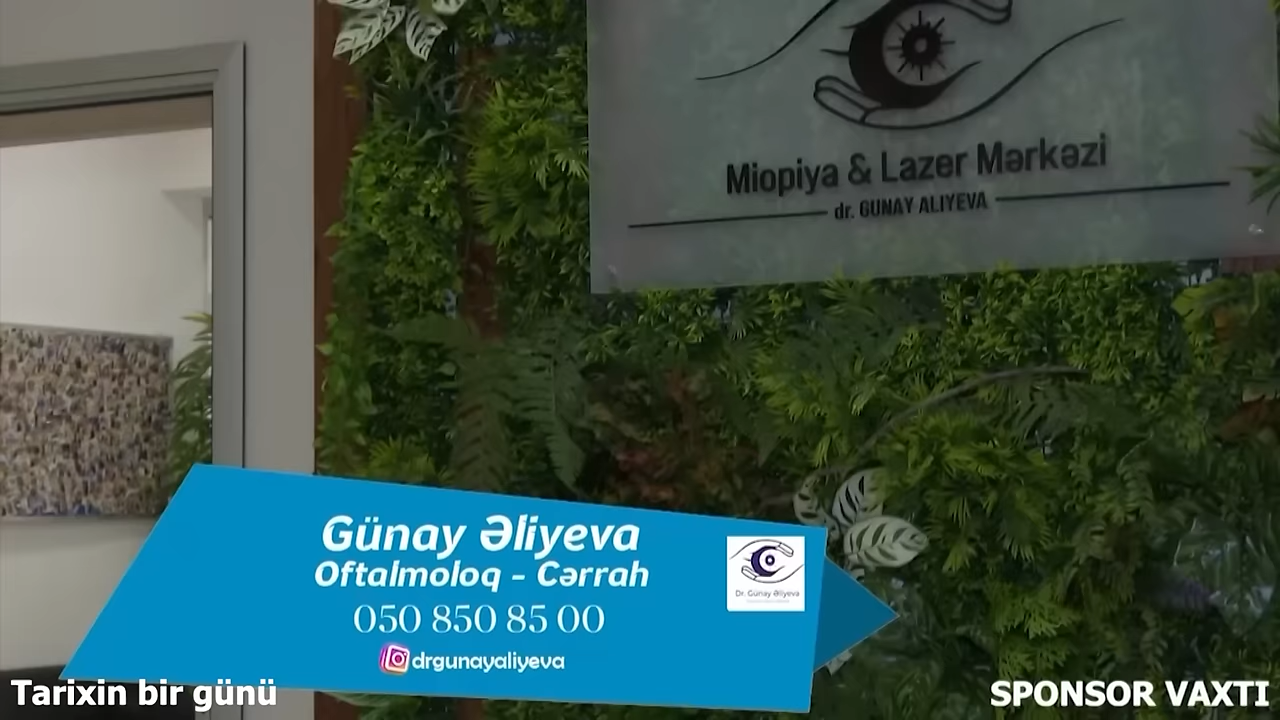 Miopiya & Lazer Mərkəzi
dr. GUNAY ALIYEVA
Günay Əliyeva
Oftalmoloq - Cərrah
050 850 85 00
Dr. Günay Əliyeva
drgunayaliyeva
Tarixin bir günü
SPONSOR VAXTI